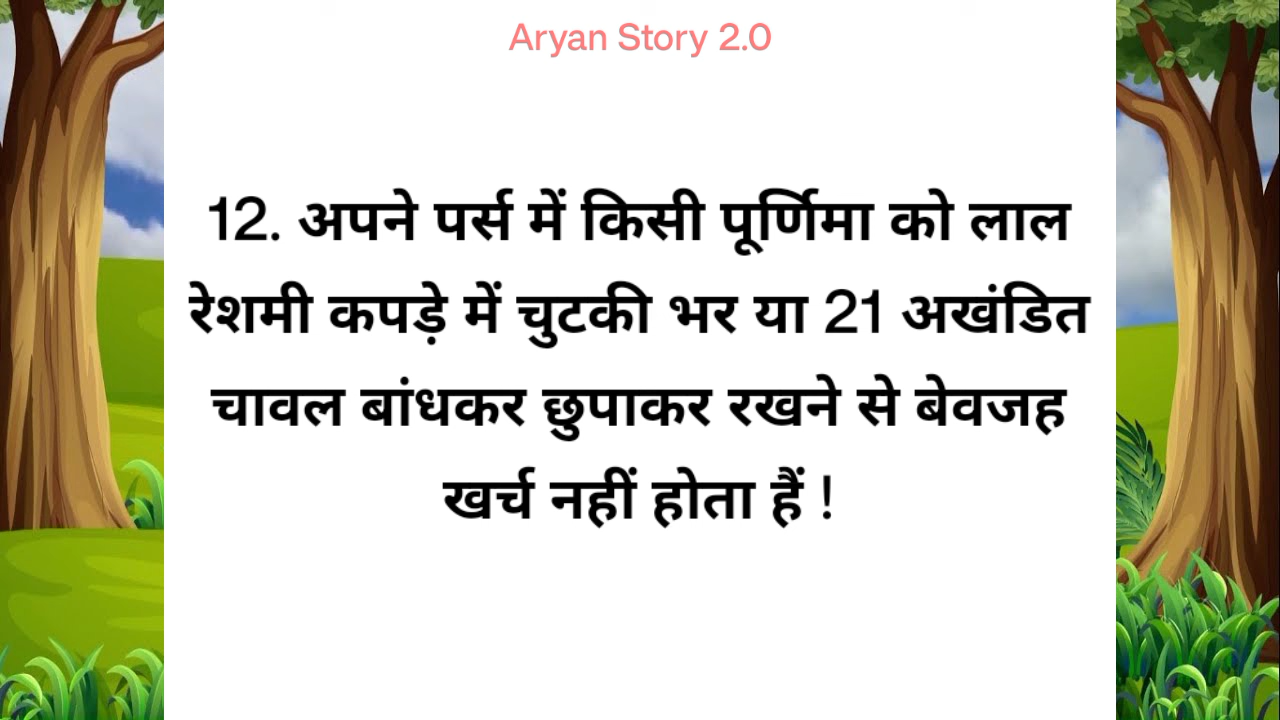 Aryan Story 2.0
12. अपने पर्स में किसी पूर्णिमा को लाल
रेशमी कपड़े में चुटकी भर या 21 अखंडित
चावल बांधकर छुपाकर रखने से बेवजह
खर्च नहीं होता हैं !